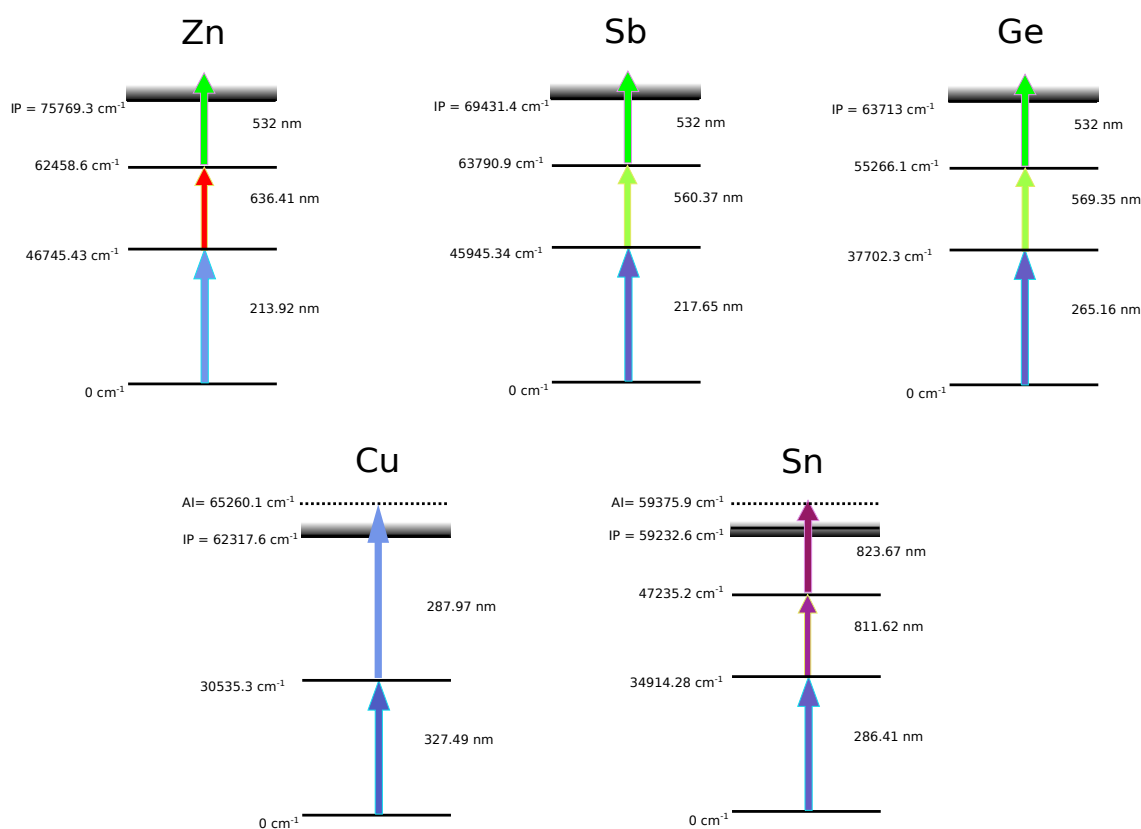 Zn
IP = 75769.3 cm⁻¹
532 nm
62458.6 cm⁻¹
636.41 nm
46745.43 cm⁻¹
213.92 nm
0 cm⁻¹
Sb
IP = 69431.4 cm⁻¹
532 nm
63790.9 cm⁻¹
560.37 nm
45945.34 cm⁻¹
217.65 nm
0 cm⁻¹
Ge
IP = 63713 cm⁻¹
532 nm
55266.1 cm⁻¹
569.35 nm
37702.3 cm⁻¹
265.16 nm
0 cm⁻¹
Cu
AI= 65260.1 cm⁻¹
IP = 62317.6 cm⁻¹
287.97 nm
30535.3 cm⁻¹
327.49 nm
0 cm⁻¹
Sn
AI= 59375.9 cm⁻¹
IP = 59232.6 cm⁻¹
823.67 nm
47235.2 cm⁻¹
811.62 nm
34914.28 cm⁻¹
286.41 nm
0 cm⁻¹